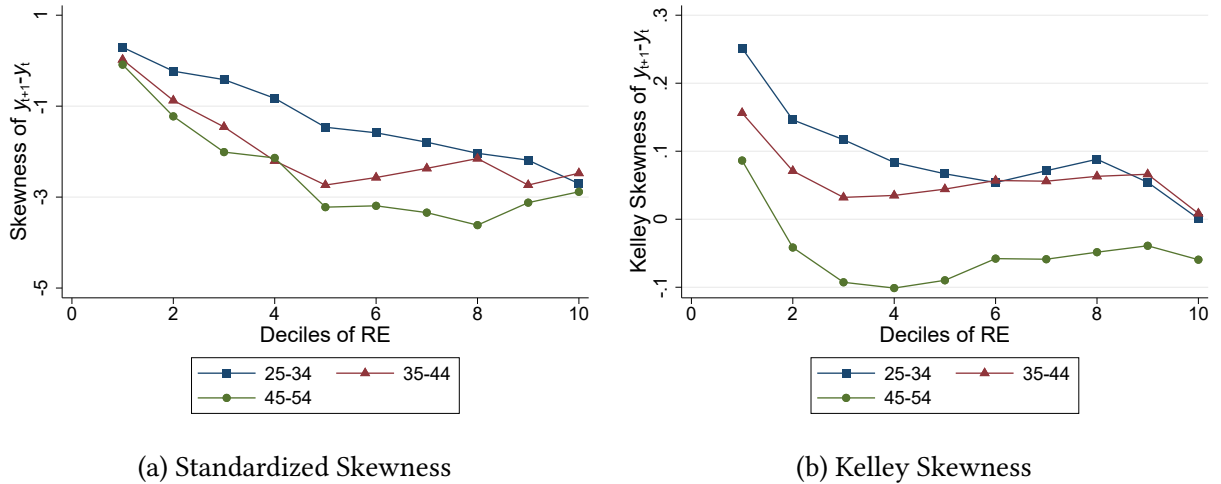 Skewness of yt+1-yt
1
-1
-3
-5
0 2 4 6 8 10
Deciles of RE
25-34 35-44
45-54
(a) Standardized Skewness
Kelley Skewness of yt+1-yt
.3
.2
.1
0
-.1
0 2 4 6 8 10
Deciles of RE
25-34 35-44
45-54
(b) Kelley Skewness